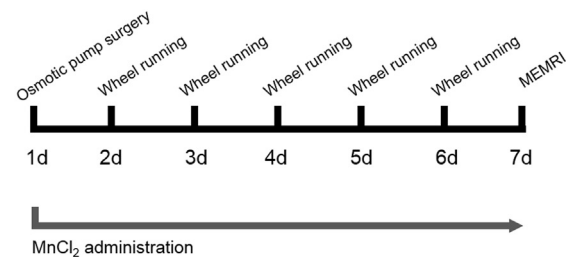 Osmotic pump surgery
Wheel running
Wheel running
Wheel running
Wheel running
Wheel running
MEMRI
1d 2d 3d 4d 5d 6d 7d
MnCl₂ administration